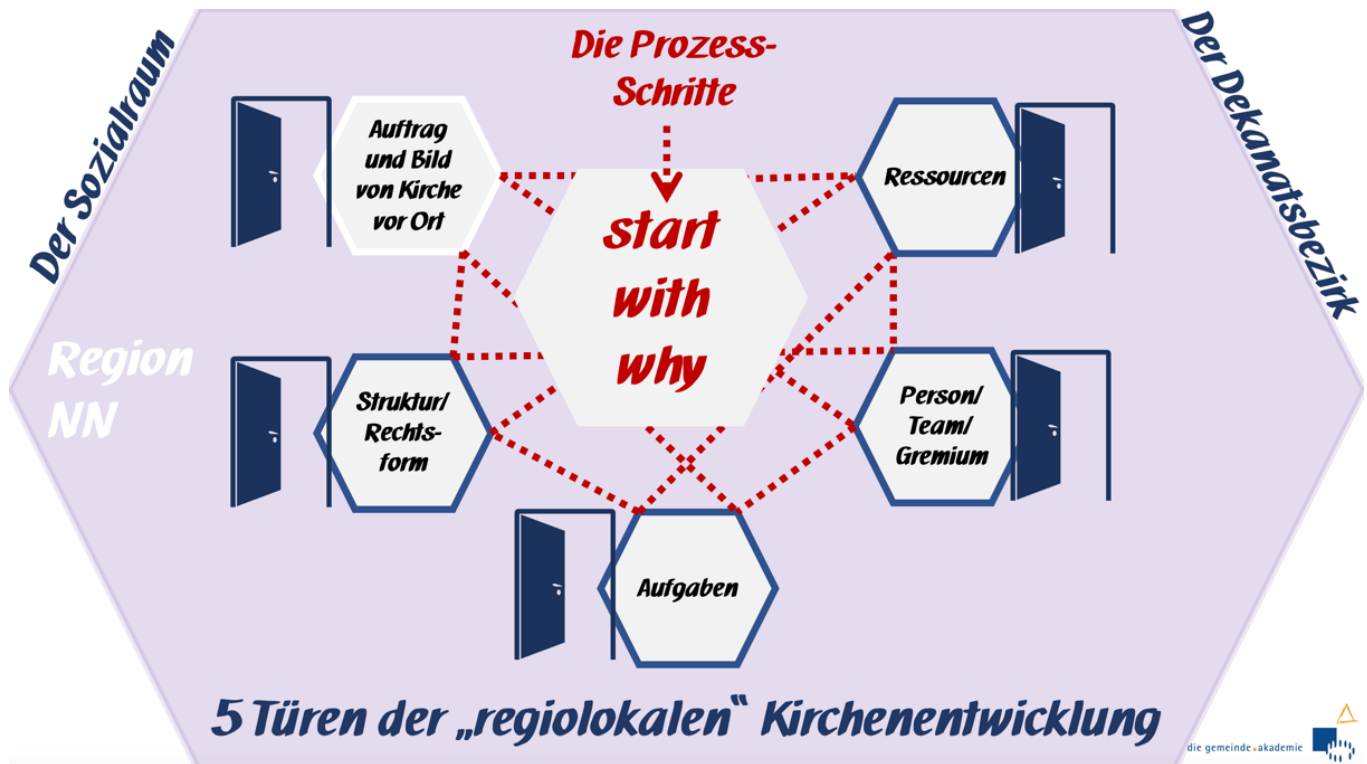 Die Prozess-
Schritte
Der Sozialraum
Der Dekanatsbezirk
Auftrag
und Bild
von Kirche
vor Ort
start
with
why
Ressourcen
Region
NN
Struktur/
Rechts-
form
Person/
Team/
Gremium
Aufgaben
5 Türen der „regiolokalen“ Kirchenentwicklung
die gemeinde.akademie